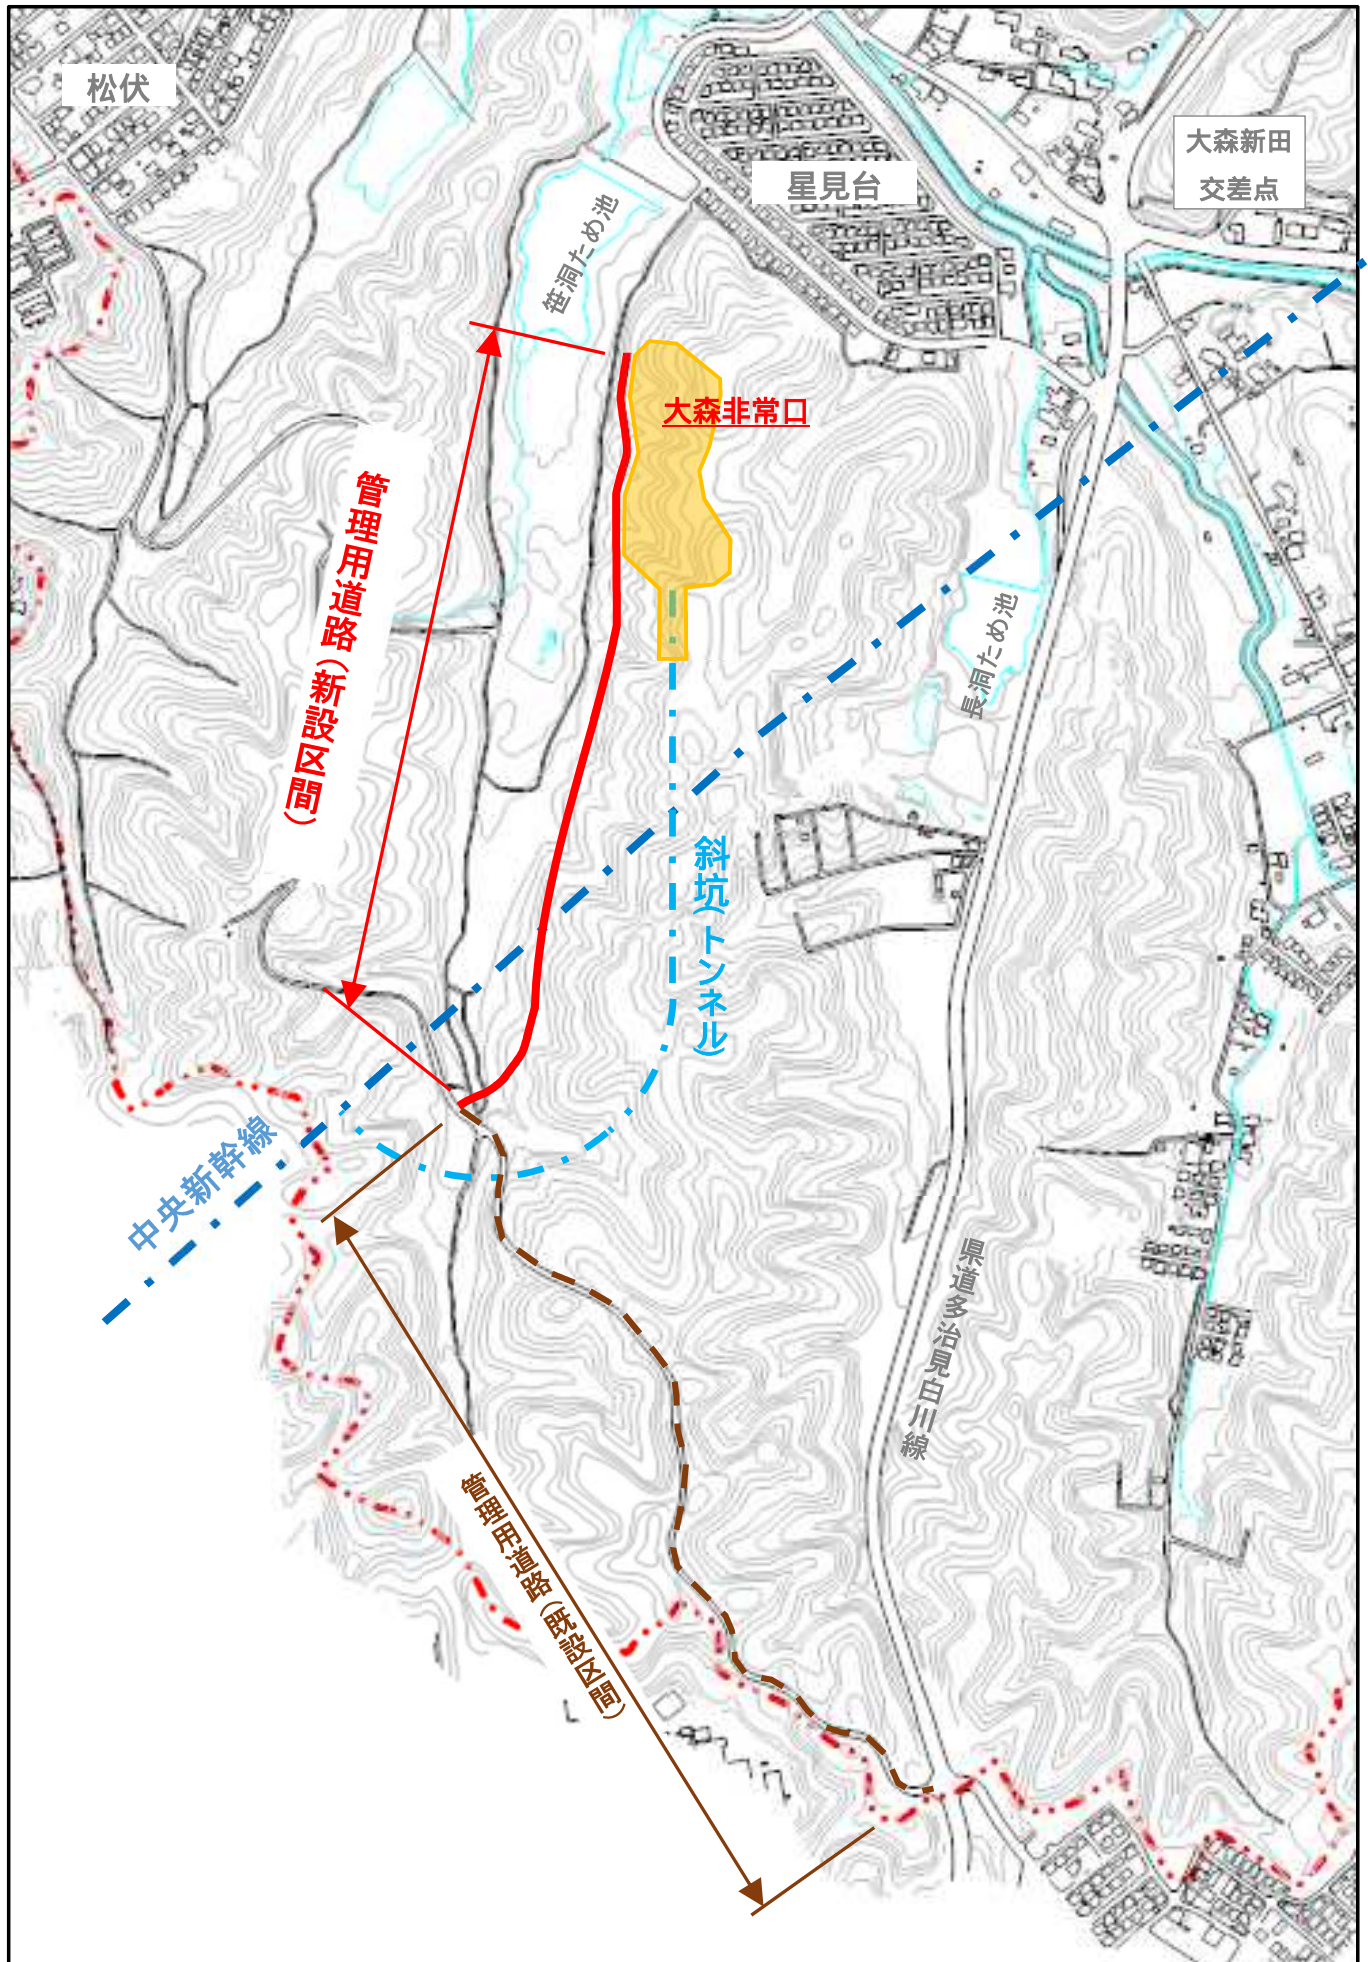 松伏
星見台
大森新田
交差点
笹洞ため池
大森非常口
管理用道路(新設区間)
長洞ため池
斜坑(トンネル)
中央新幹線
県道多治見白川線
管理用道路(既設区間)